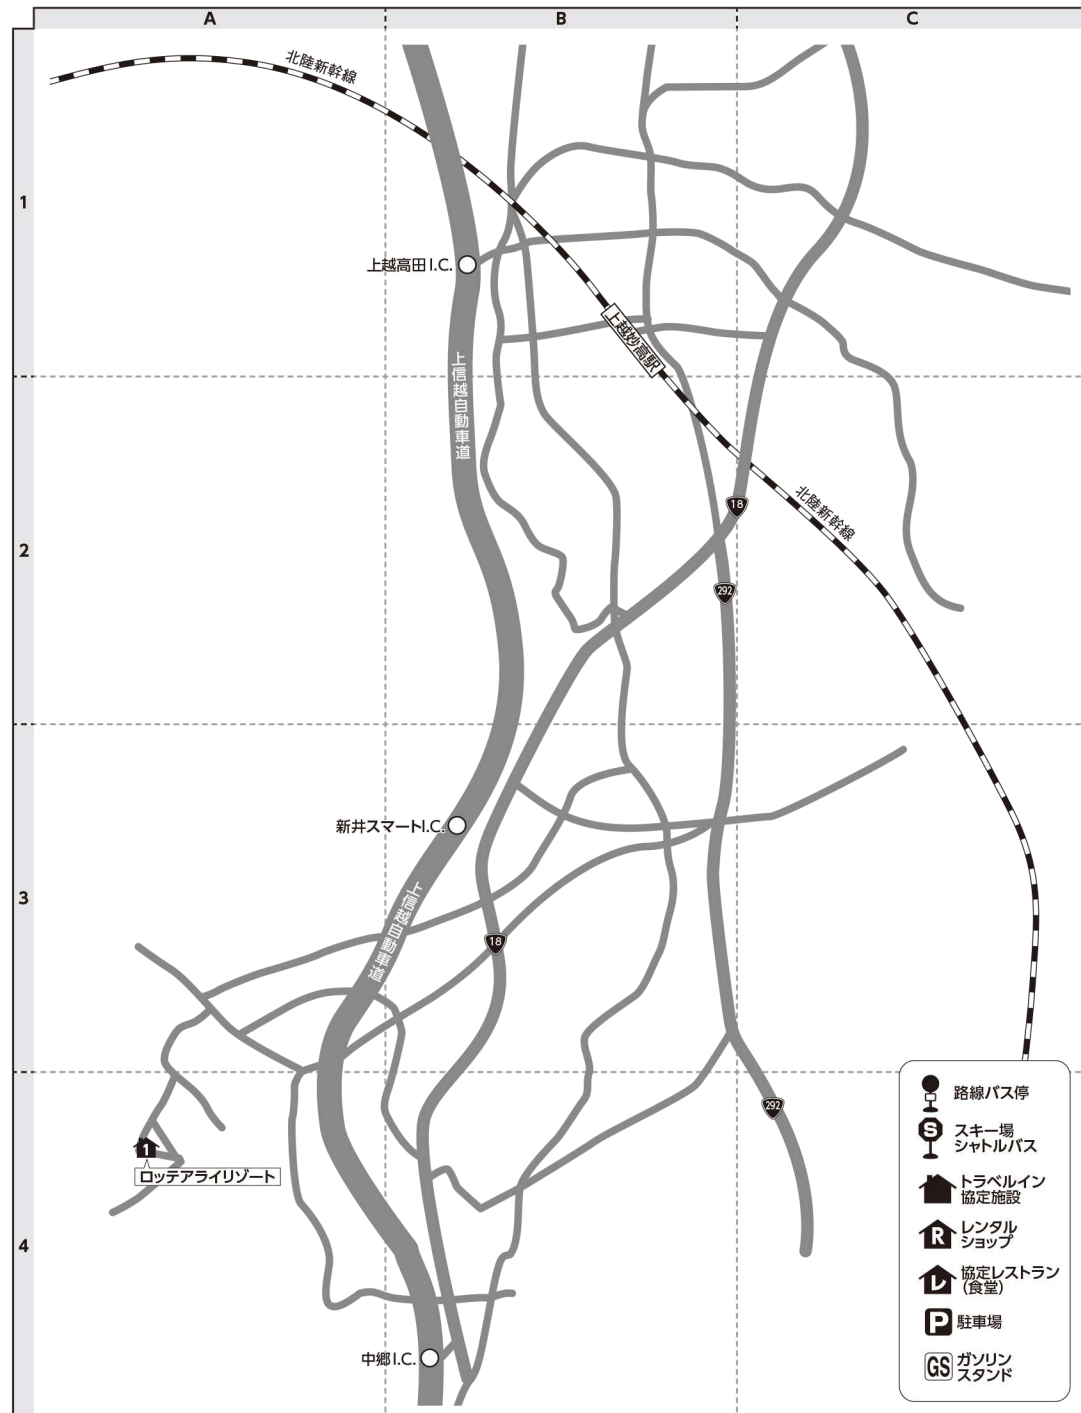 A
B
C
1
2
3
4
北陸新幹線
上越高田I.C.
上越妙高駅
上信越自動車道
18
北陸新幹線
292
新井スマートI.C.
上信越自動車道
18
292
1
ロッテアライリゾート
中郷I.C.
路線バス停
S
スキー場
シャトルバス
トラベルイン
協定施設
R
レンタル
ショップ
レ
協定レストラン
(食堂)
P
駐車場
GS
ガソリン
スタンド